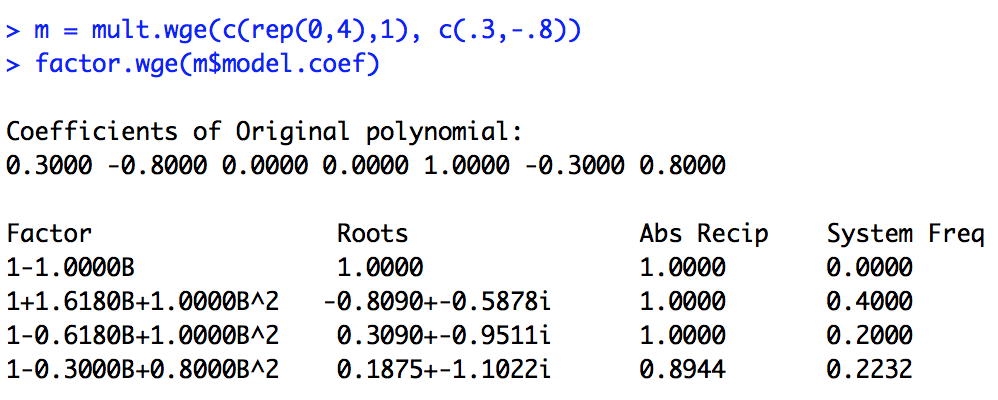 > m = mult.wge(c(rep(0,4),1), c(.3,-.8))
> factor.wge(m$model.coef)
Coefficients of Original polynomial:
0.3000 -0.8000 0.0000 0.0000 1.0000 -0.3000 0.8000
Factor Roots Abs Recip System Freq
1-1.0000B 1.0000 1.0000 0.0000
1+1.6180B+1.0000B^2 -0.8090+-0.5878i 1.0000 0.4000
1-0.6180B+1.0000B^2 0.3090+-0.9511i 1.0000 0.2000
1-0.3000B+0.8000B^2 0.1875+-1.1022i 0.8944 0.2232